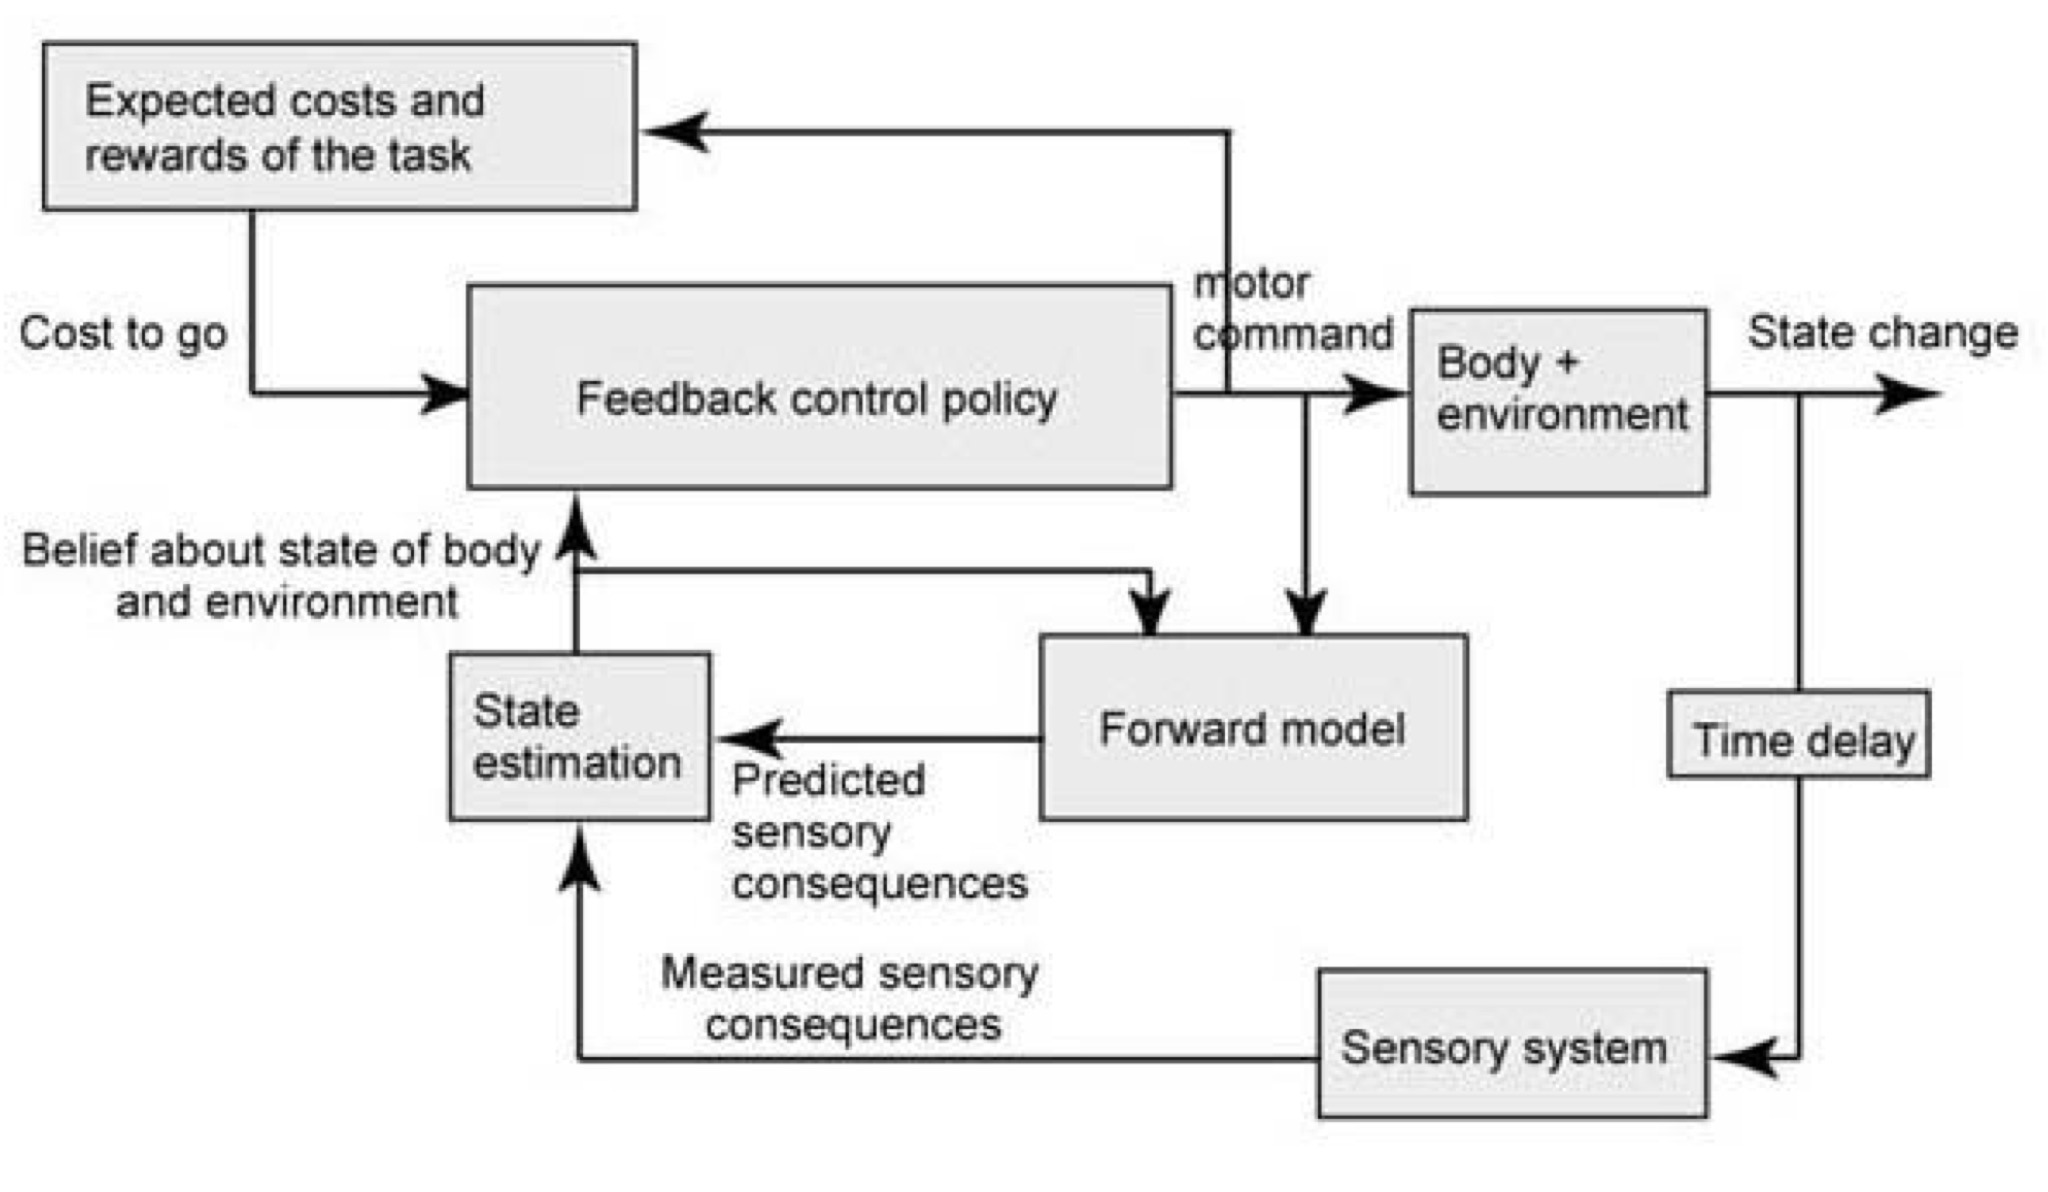 Expected costs and
rewards of the task
Cost to go
Feedback control policy
motor
command
Body +
environment
State change
Belief about state of body
and environment
State
estimation
Predicted
sensory
consequences
Forward model
Time delay
Measured sensory
consequences
Sensory system